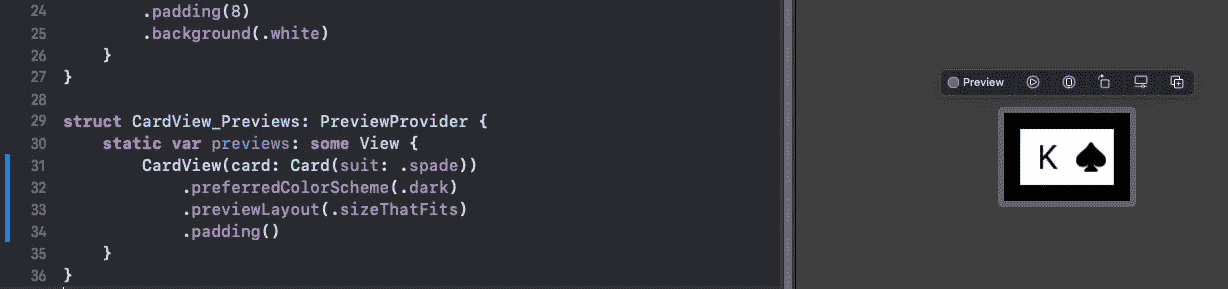 24 .padding(8)
25 .background(.white)
26 }
27 }
28
29 struct CardView_Previews: PreviewProvider {
30 static var previews: some View {
31 CardView(card: Card(suit: .spade))
32 .preferredColorScheme(.dark)
33 .previewLayout(.sizeThatFits)
34 .padding()
35 }
36 }
Preview
K